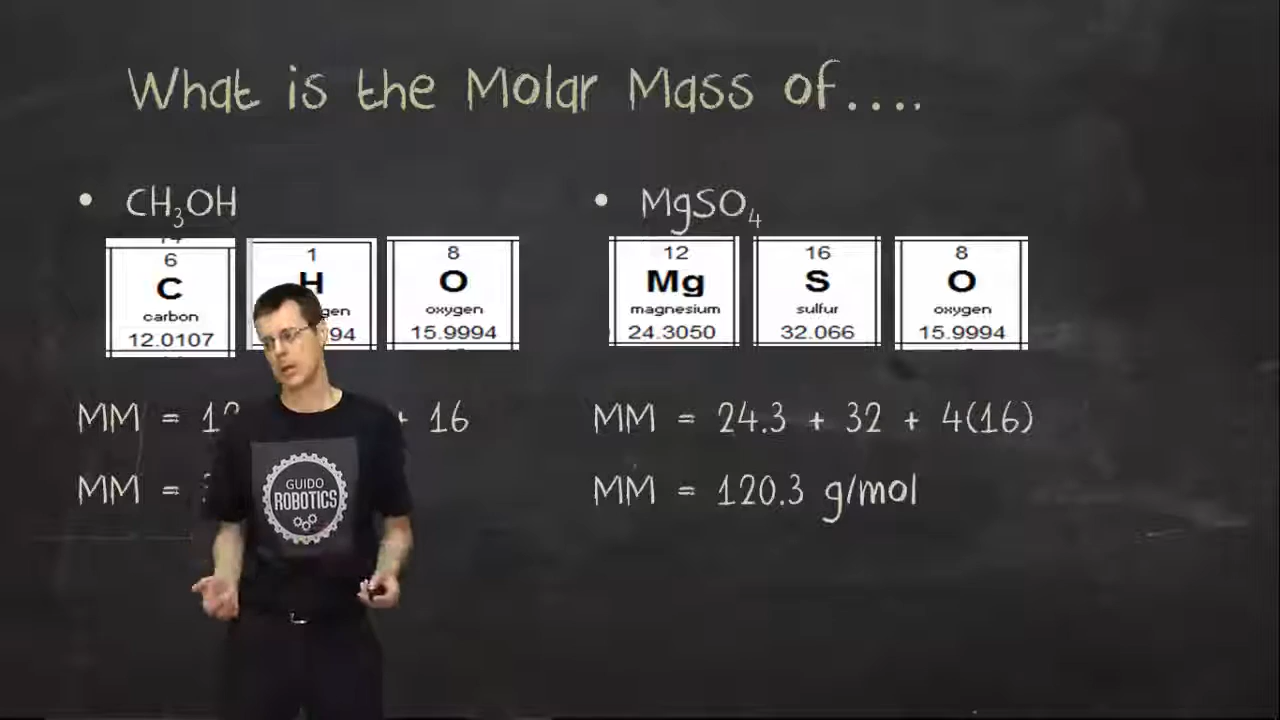 What is the Molar Mass of....
• CH₃OH
6
C
carbon
12.0107
1
H
8
O
oxygen
15.9994
MM =
+ 16
MM =
• MgSO₄
12
Mg
magnesium
24.3050
16
S
sulfur
32.066
8
O
oxygen
15.9994
MM = 24.3 + 32 + 4(16)
MM = 120.3 g/mol
GUIDO
ROBOTICS